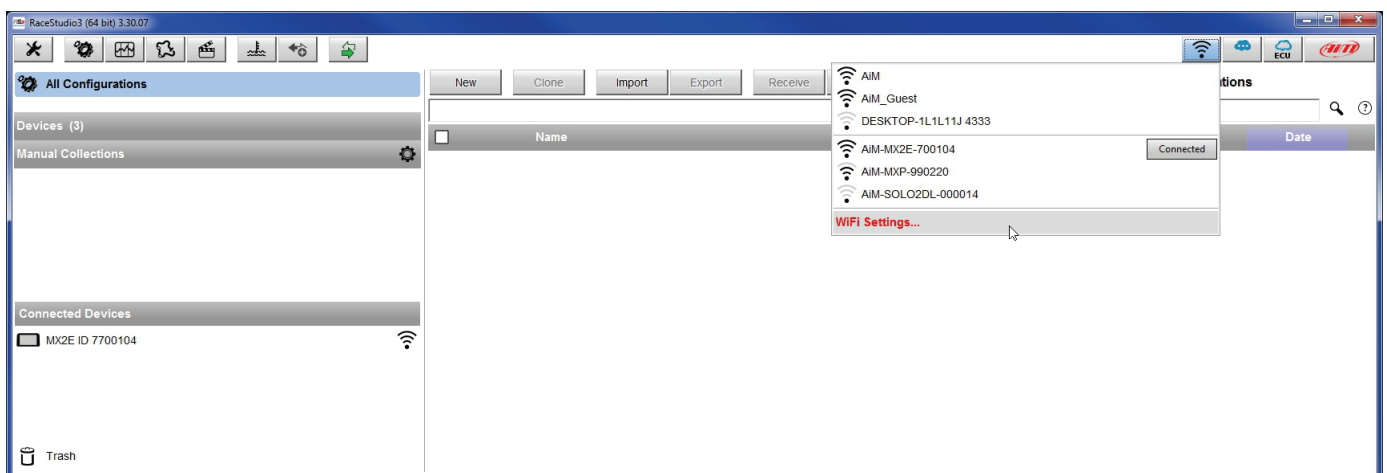 RaceStudio3 (64 bit) 3.30.07
ECU
AiM
All Configurations
New
Clone
Import
Export
Receive
tions
AiM
AiM_Guest
DESKTOP-1L1L11J 4333
AiM-MX2E-700104
Connected
AiM-MXP-990220
AiM-SOLO2DL-000014
WiFi Settings...
Devices (3)
Name
Date
Manual Collections
Connected Devices
MX2E ID 7700104
Trash